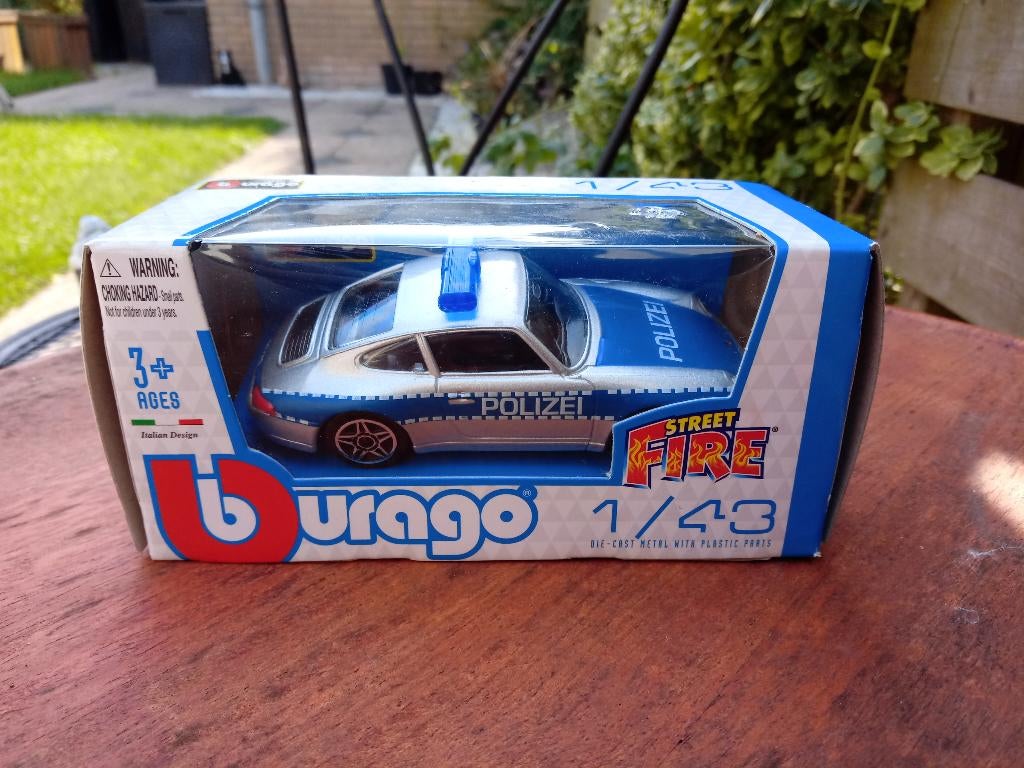 burago
1/43
WARNING:
CHOKING HAZARD - Small parts.
Not for children under 3 years.
3+
AGES
Italian Design
POLIZEI
POLIZEI
STREET
FIRE®
burago®
1/43
DIE-CAST METAL WITH PLASTIC PARTS